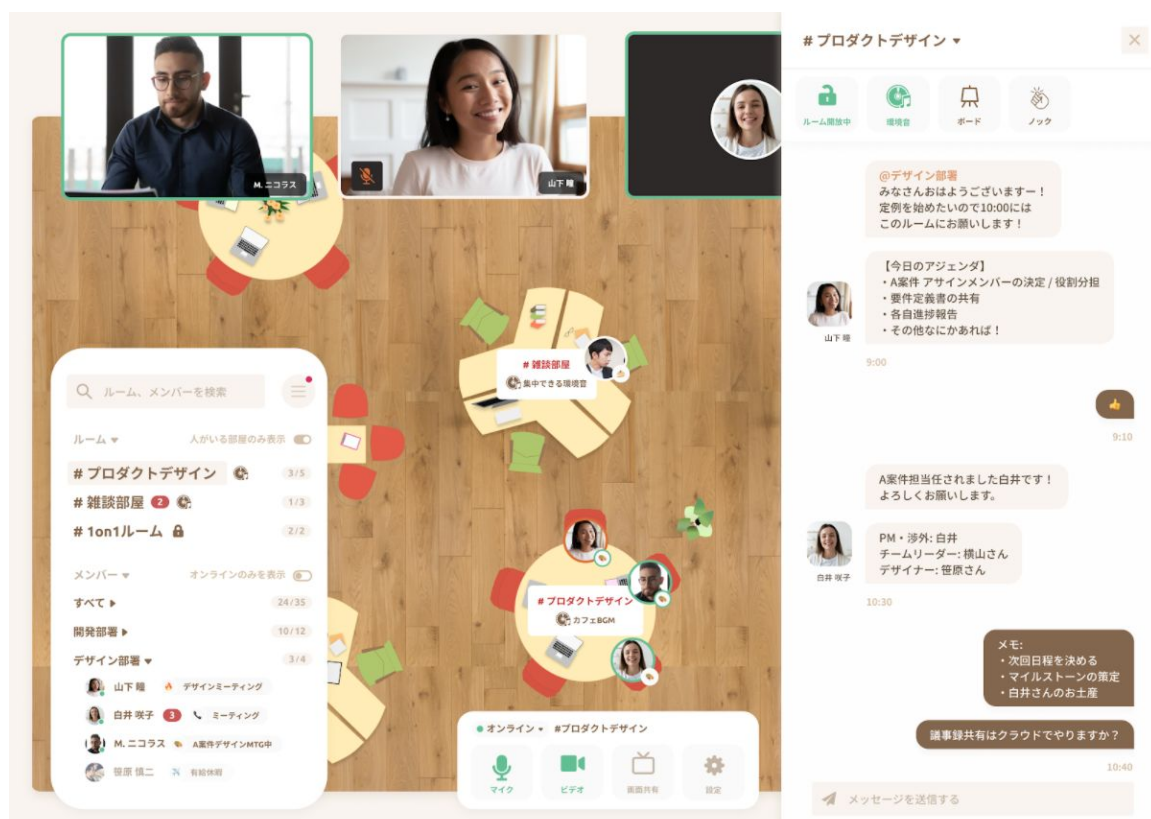 M. ニコラス
山下 瞳
# 雑談部屋
集中できる環境音
# プロダクトデザイン
カフェBGM
ルーム、メンバーを検索
ルーム
人がいる部屋のみ表示
# プロダクトデザイン 3/5
# 雑談部屋 2 1/3
# 1on1ルーム 2/2
メンバー
オンラインのみを表示
すべて 24/35
開発部署 10/12
デザイン部署 3/4
山下 瞳 デザインミーティング
白井 咲子 3 ミーティング
M. ニコラス A案件デザインMTG中
笹原 慎二 有給休暇
オンライン #プロダクトデザイン
マイク
ビデオ
画面共有
設定
# プロダクトデザイン
ルーム開放中
環境音
ボード
ノック
@デザイン部署
みなさんおはようございますー！
定例を始めたいので10:00には
このルームにお願いします！
【今日のアジェンダ】
・A案件 アサインメンバーの決定 / 役割分担
・要件定義書の共有
・各自進捗報告
・その他なにかあれば！
山下 瞳
9:00
9:10
A案件担当任されました白井です！
よろしくお願いします。
PM・渉外: 白井
チームリーダー: 横山さん
デザイナー: 笹原さん
白井 咲子
10:30
メモ:
・次回日程を決める
・マイルストーンの策定
・白井さんのお土産
議事録共有はクラウドでやりますか？
10:40
メッセージを送信する